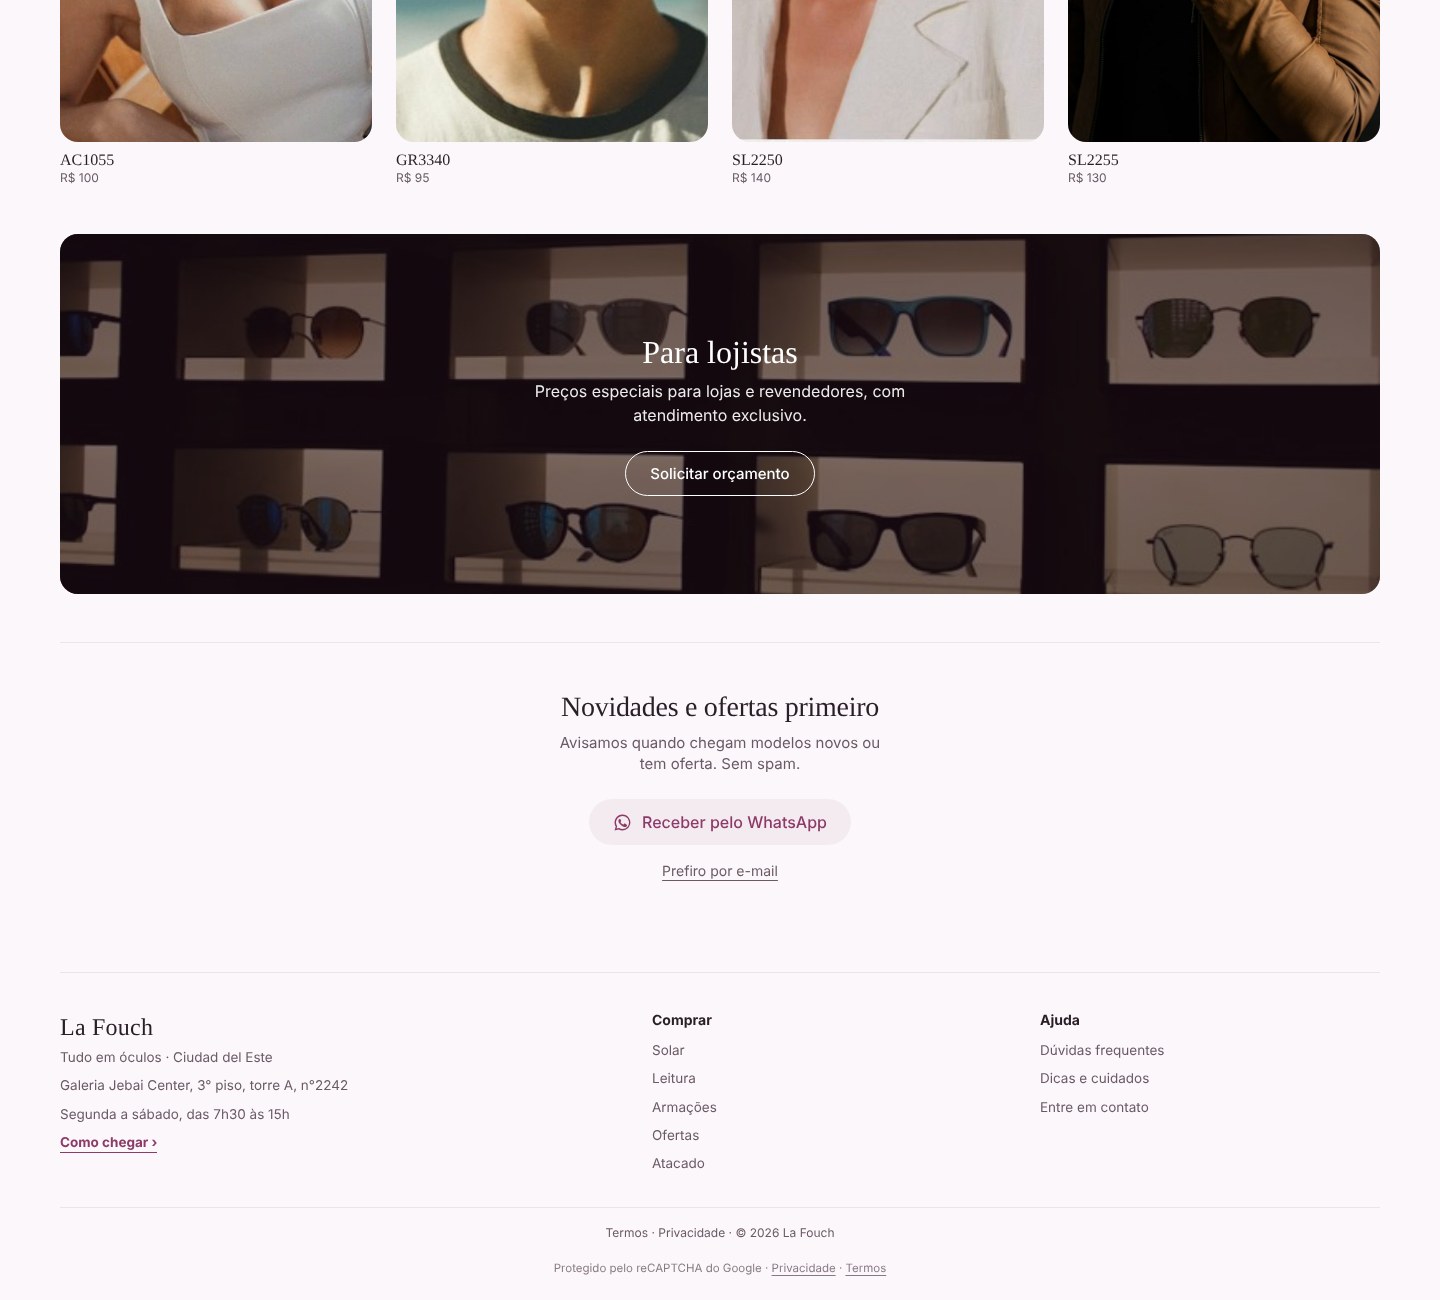 AC1055
R$ 100
GR3340
R$ 95
SL2250
R$ 140
SL2255
R$ 130
Para lojistas
Preços especiais para lojas e revendedores, com
atendimento exclusivo.
Solicitar orçamento
Novidades e ofertas primeiro
Avisamos quando chegam modelos novos ou
tem oferta. Sem spam.
Receber pelo WhatsApp
Prefiro por e-mail
La Fouch
Tudo em óculos · Ciudad del Este
Galeria Jebai Center, 3° piso, torre A, n°2242
Segunda a sábado, das 7h30 às 15h
Como chegar ›
Comprar
Solar
Leitura
Armações
Ofertas
Atacado
Ajuda
Dúvidas frequentes
Dicas e cuidados
Entre em contato
Termos · Privacidade · © 2026 La Fouch
Protegido pelo reCAPTCHA do Google · Privacidade · Termos